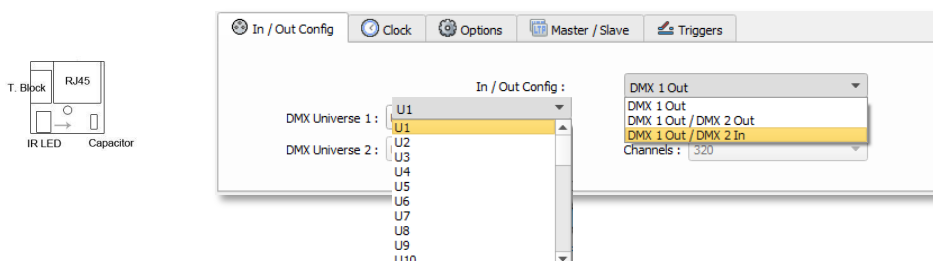 In / Out Config Clock Options LTP Master / Slave Triggers
T. Block RJ45
IR LED Capacitor
In / Out Config : DMX 1 Out
DMX 1 Out
DMX 1 Out / DMX 2 Out
DMX 1 Out / DMX 2 In
DMX Universe 1 : U1
DMX Universe 2 : Channels : 320
U1
U2
U3
U4
U5
U6
U7
U8
U9
U10